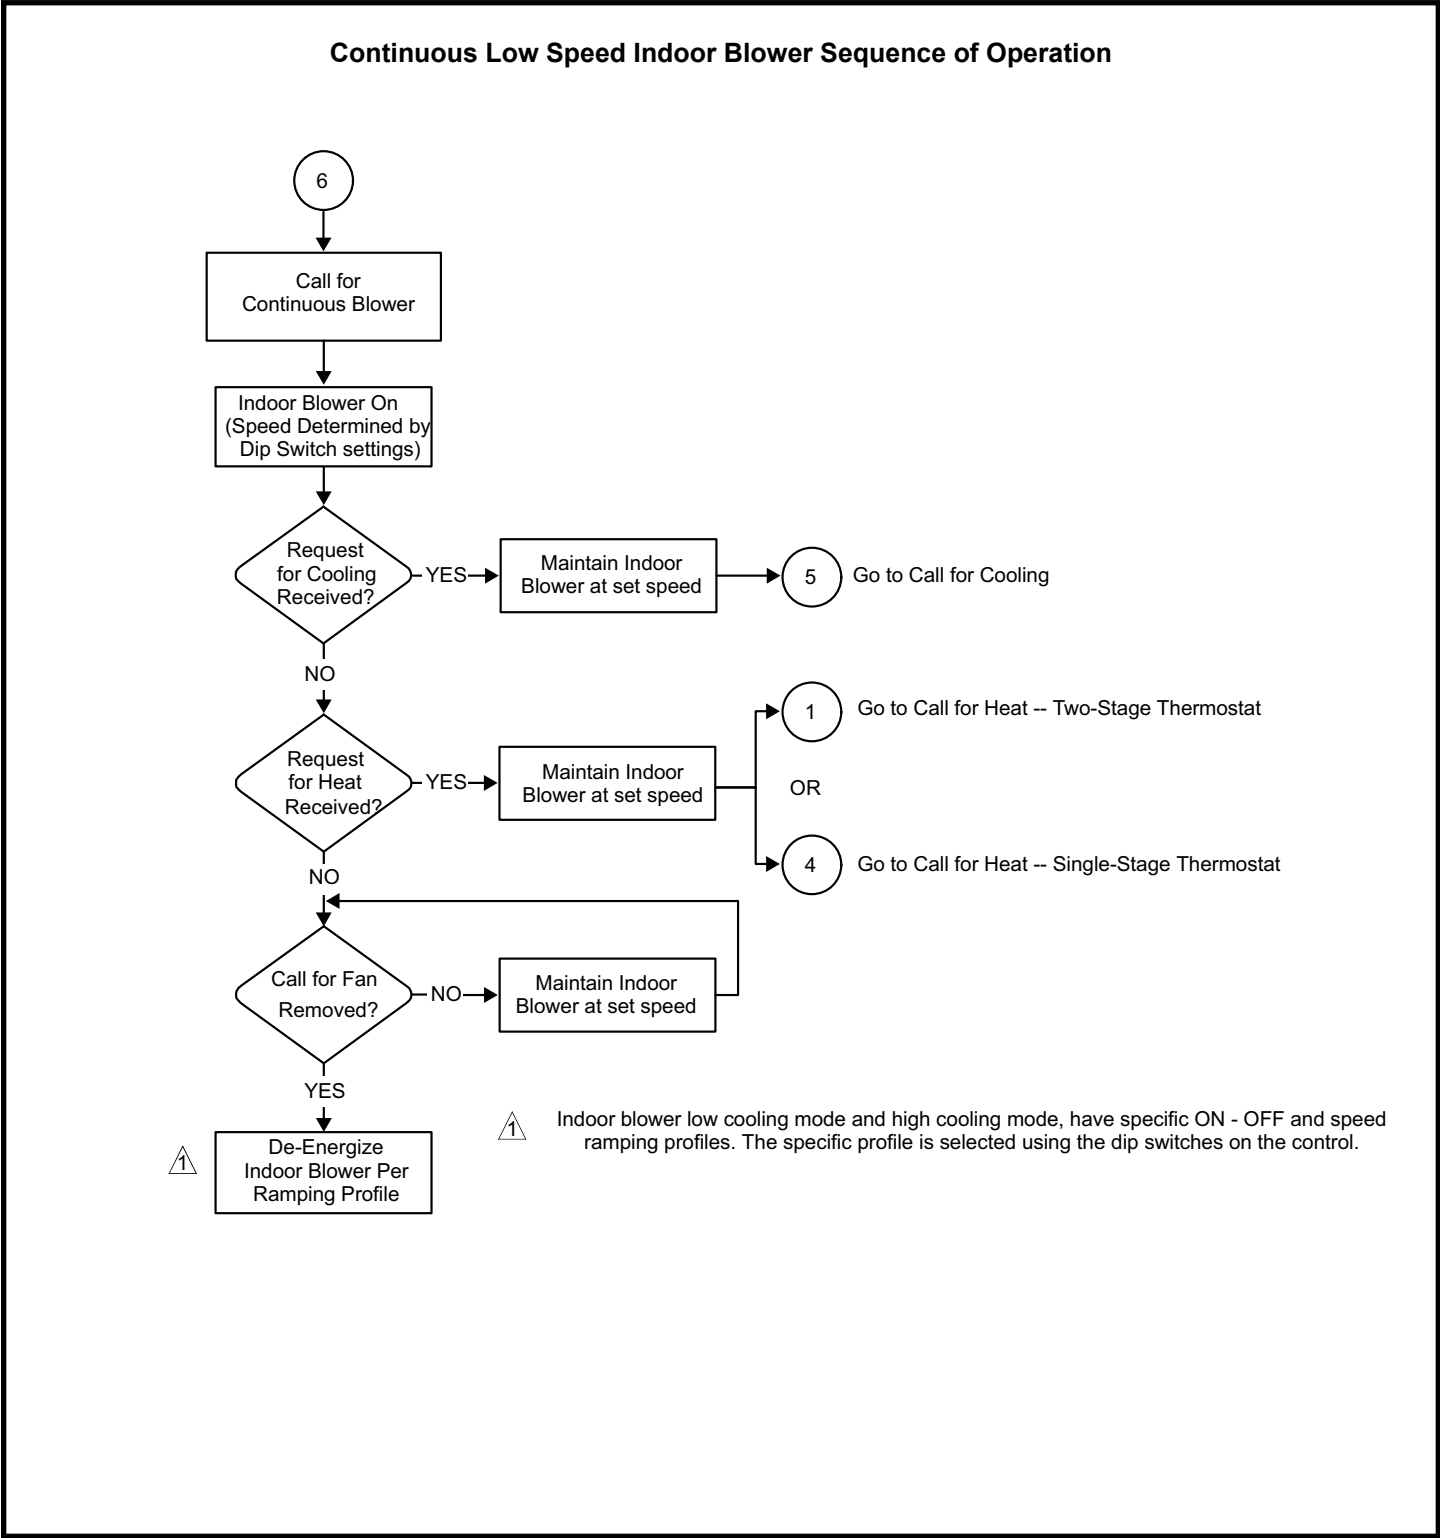 Continuous Low Speed Indoor Blower Sequence of Operation
6
Call for
Continuous Blower
Indoor Blower On
(Speed Determined by
Dip Switch settings)
Request
for Cooling
Received?
YES
Maintain Indoor
Blower at set speed
5
Go to Call for Cooling
NO
Request
for Heat
Received?
YES
Maintain Indoor
Blower at set speed
1
Go to Call for Heat -- Two-Stage Thermostat
OR
4
Go to Call for Heat -- Single-Stage Thermostat
NO
Call for Fan
Removed?
NO
Maintain Indoor
Blower at set speed
YES
1
De-Energize
Indoor Blower Per
Ramping Profile
1
Indoor blower low cooling mode and high cooling mode, have specific ON - OFF and speed
ramping profiles. The specific profile is selected using the dip switches on the control.